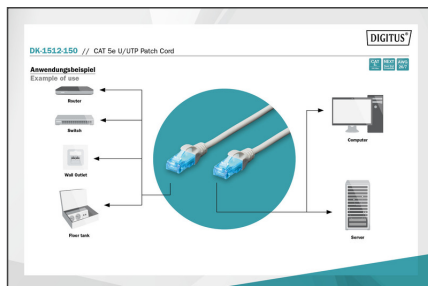 DIGITUS®
DK-1512-150 // CAT 5e U/UTP Patch Cord
Anwendungsbeispiel
Example of use
Router
Switch
Wall Outlet
Floor tank
Computer
Server